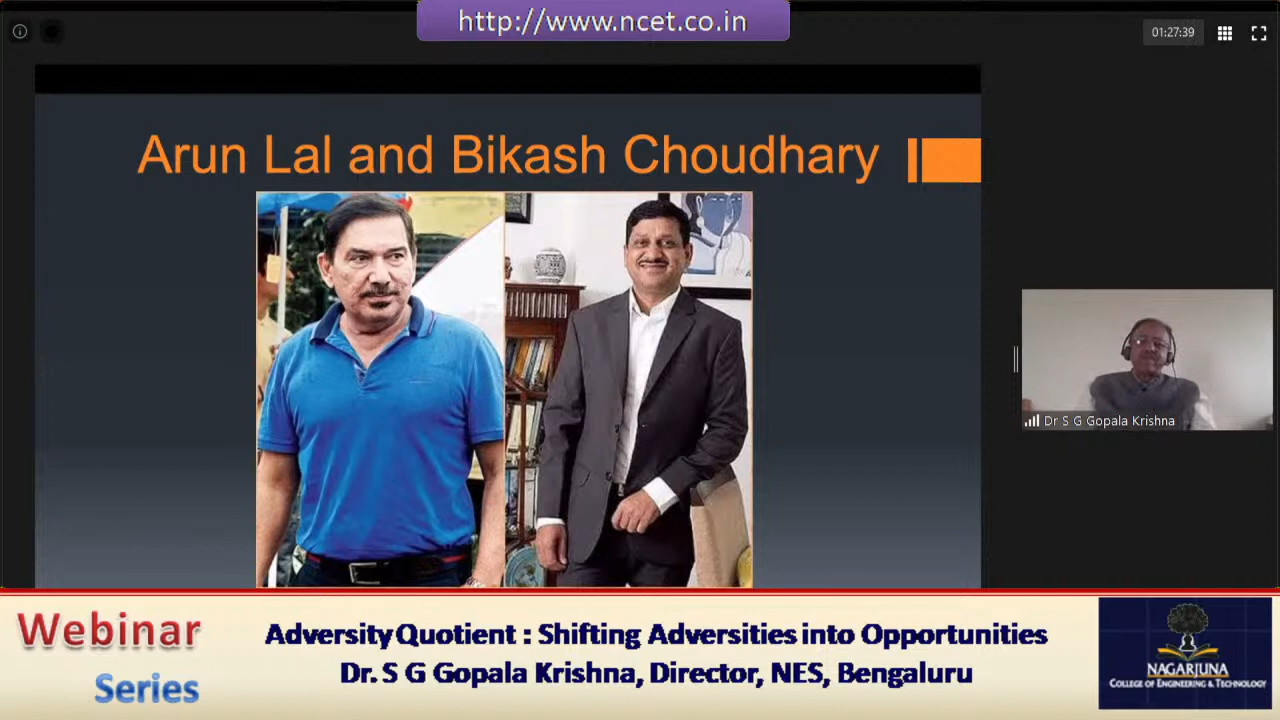 http://www.ncet.co.in
01:27:39
Arun Lal and Bikash Choudhary
Dr S G Gopala Krishna
Webinar
Series
Adversity Quotient : Shifting Adversities into Opportunities
Dr. S G Gopala Krishna, Director, NES, Bengaluru
NAGARJUNA
COLLEGE OF ENGINEERING & TECHNOLOGY